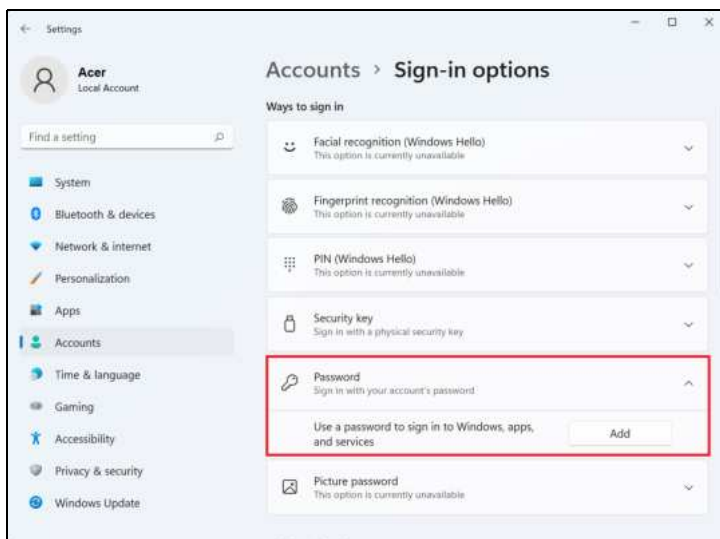 Settings
Acer
Local Account
Find a setting
System
Bluetooth & devices
Network & internet
Personalization
Apps
Accounts
Time & language
Gaming
Accessibility
Privacy & security
Windows Update
Accounts > Sign-in options
Ways to sign in
Facial recognition (Windows Hello)
This option is currently unavailable
Fingerprint recognition (Windows Hello)
This option is currently unavailable
PIN (Windows Hello)
This option is currently unavailable
Security key
Sign in with a physical security key
Password
Sign in with your account's password
Use a password to sign in to Windows, apps,
and services
Add
Picture password
This option is currently unavailable